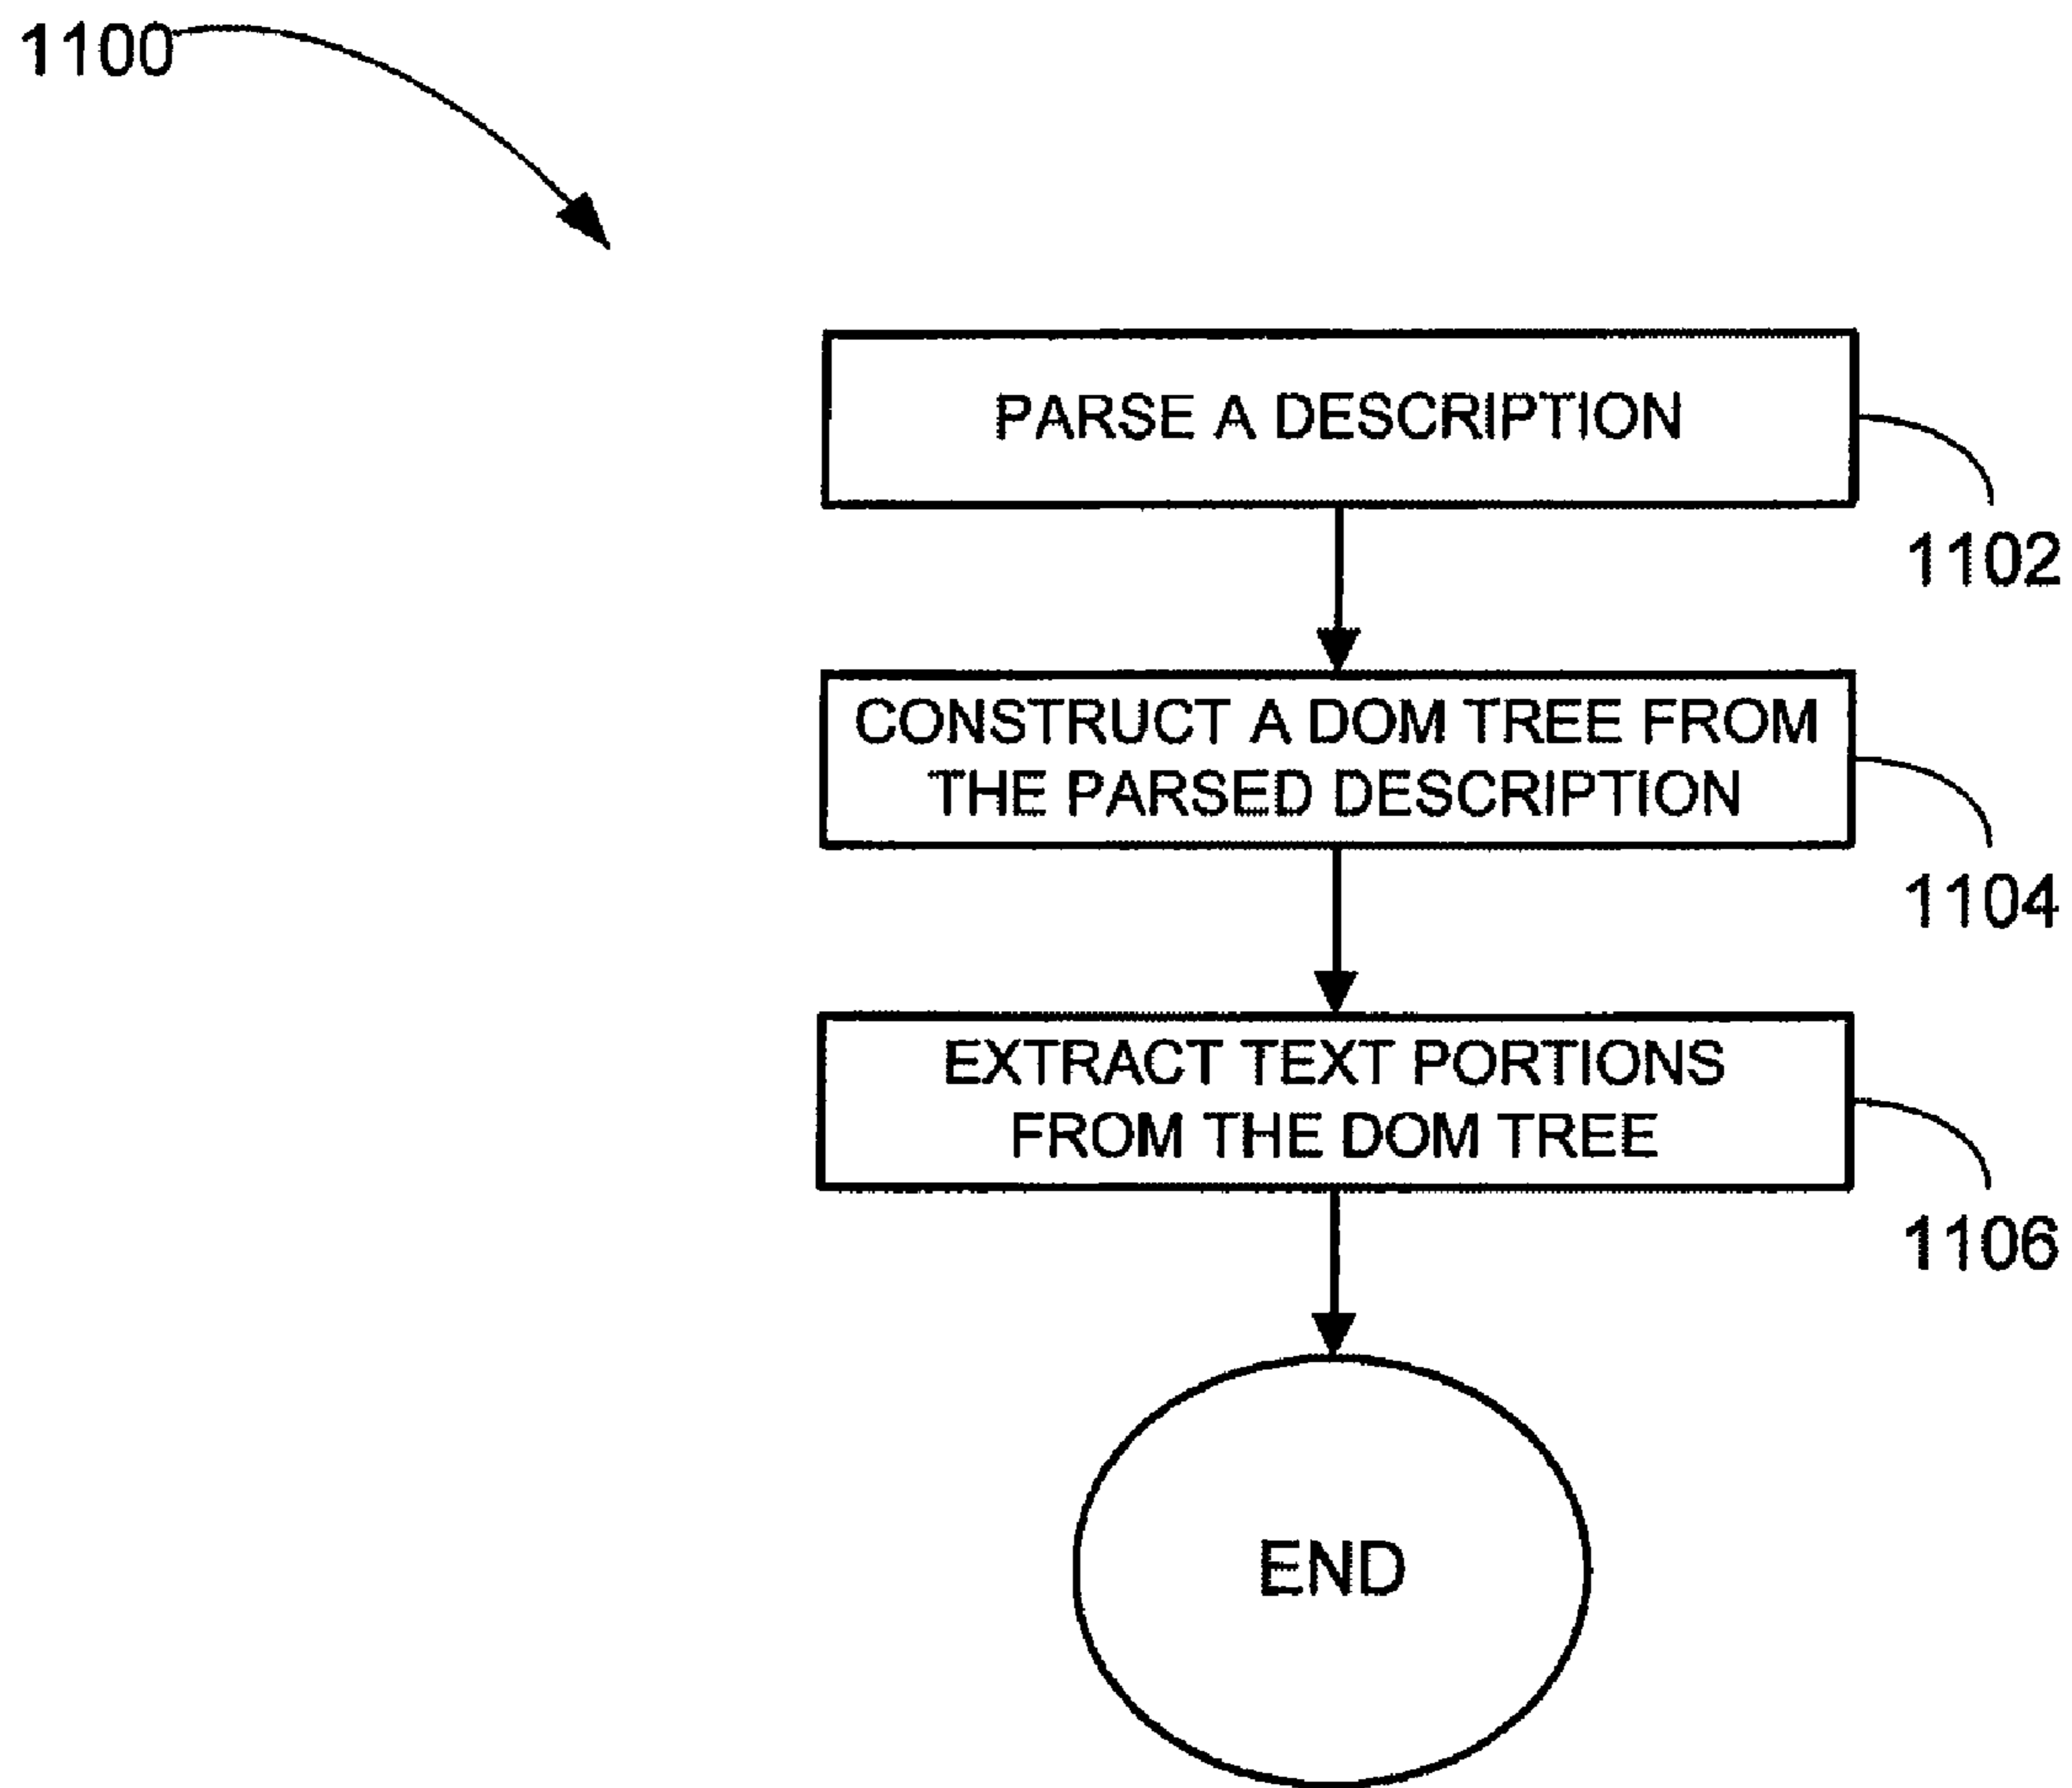 1100
PARSE A DESCRIPTION
1102
CONSTRUCT A DOM TREE FROM
THE PARSED DESCRIPTION
1104
EXTRACT TEXT PORTIONS
FROM THE DOM TREE
1106
END